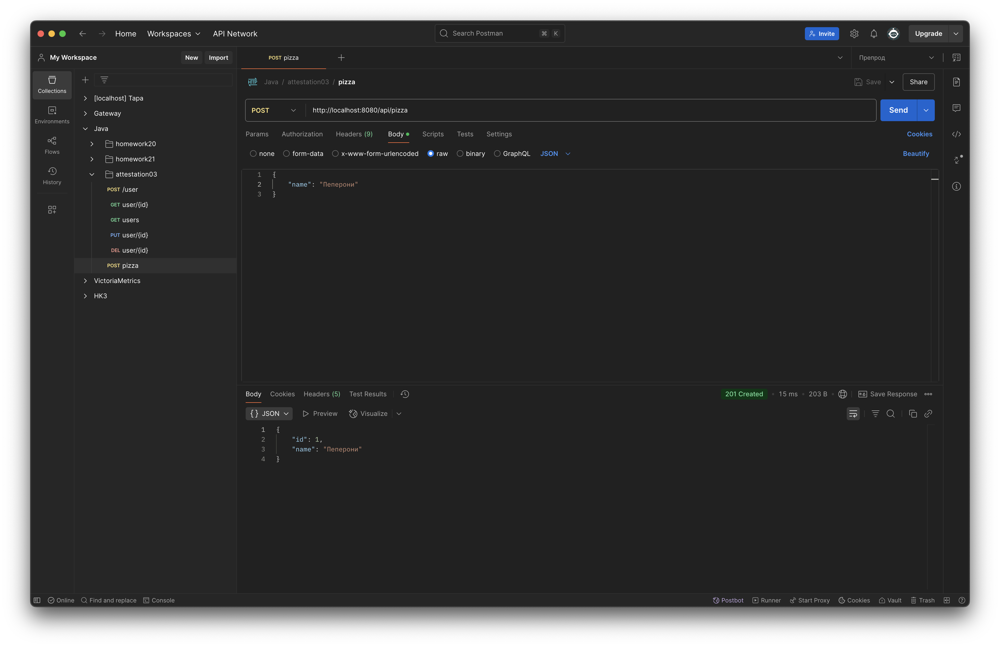 Home Workspaces API Network Search Postman ⌘ K Invite Upgrade
My Workspace New Import POST pizza Препрод
Collections
Environments
Flows
History
[localhost] Тара
Gateway
Java
homework20
homework21
attestation03
POST /user
GET user/{id}
GET users
PUT user/{id}
DEL user/{id}
POST pizza
VictoriaMetrics
НКЗ
HTTP Java / attestation03 / pizza Save Share
POST http://localhost:8080/api/pizza Send
Params Authorization Headers (9) Body Scripts Tests Settings Cookies
none form-data x-www-form-urlencoded raw binary GraphQL JSON Beautify
1 {
2 "name": "Пеперони"
3 }
Body Cookies Headers (5) Test Results 201 Created 15 ms 203 B e.g. Save Response
{} JSON Preview Visualize
1 {
2 "id": 1,
3 "name": "Пеперони"
4 }
Online Find and replace Console Postbot Runner Start Proxy Cookies Vault Trash